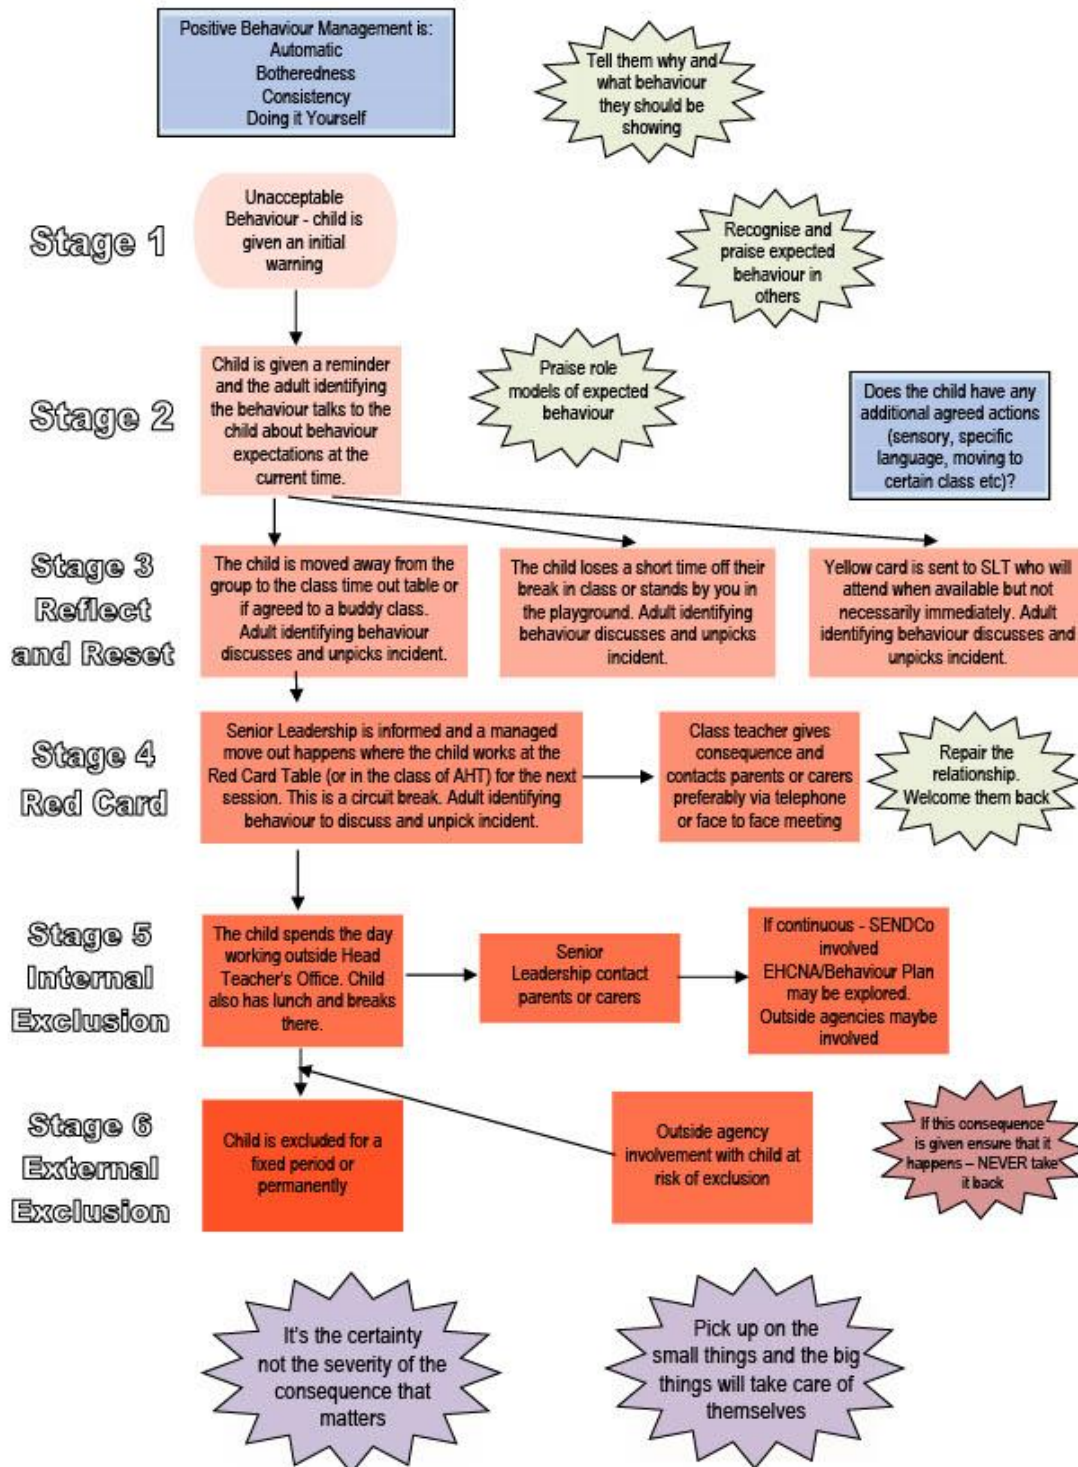 Positive Behaviour Management is:
Automatic
Botheredness
Consistency
Doing it Yourself
Tell them why and
what behaviour
they should be
showing
Stage 1
Unacceptable
Behaviour - child is
given an initial
warning
Recognise and
praise expected
behaviour in
others
Stage 2
Child is given a reminder
and the adult identifying
the behaviour talks to the
child about behaviour
expectations at the
current time.
Praise role
models of expected
behaviour
Does the child have any
additional agreed actions
(sensory, specific
language, moving to
certain class etc)?
Stage 3
Reflect
and Reset
The child is moved away from the
group to the class time out table or
if agreed to a buddy class.
Adult identifying behaviour
discusses and unpicks incident.
The child loses a short time off their
break in class or stands by you in
the playground. Adult identifying
behaviour discusses and unpicks
incident.
Yellow card is sent to SLT who will
attend when available but not
necessarily immediately. Adult
identifying behaviour discusses and
unpicks incident.
Stage 4
Red Card
Senior Leadership is informed and a
managed move out happens where the child works at the
Red Card Table (or in the class of AHT) for the next
session. This is a circuit break. Adult identifying
behaviour to discuss and unpick incident.
Class teacher gives
consequence and
contacts parents or carers
preferably via telephone
or face to face meeting
Repair the
relationship.
Welcome them back
Stage 5
Internal
Exclusion
The child spends the day
working outside Head
Teacher's Office. Child
also has lunch and breaks
there.
Senior
Leadership contact
parents or carers
If continuous - SENDCo
involved
EHCNA/Behaviour Plan
may be explored.
Outside agencies maybe
involved
Stage 6
External
Exclusion
Child is excluded for a
fixed period or
permanently
Outside agency
involvement with child at
risk of exclusion
If this consequence
is given ensure that it
happens – NEVER take
it back
It's the certainty
not the severity of the
consequence that
matters
Pick up on the
small things and the big
things will take care of
themselves